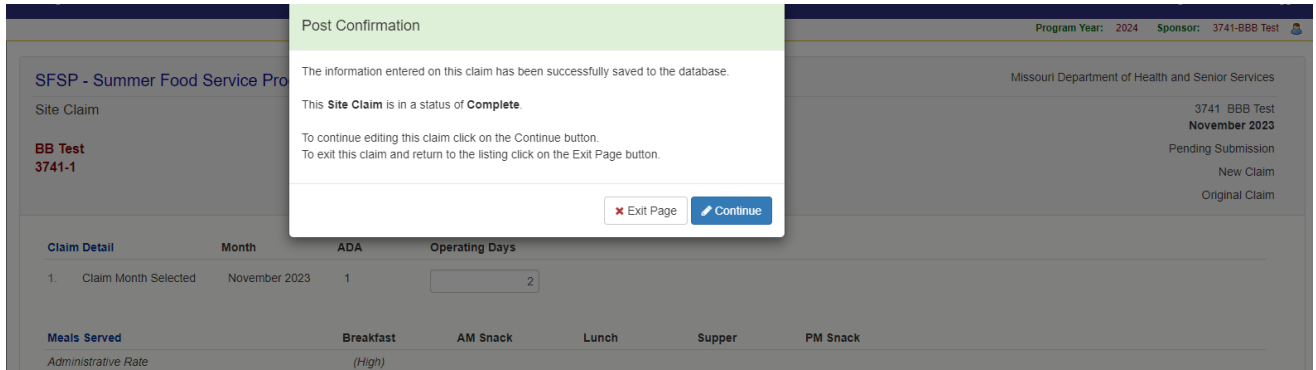 Post Confirmation
Program Year: 2024 Sponsor: 3741-BBB Test
The information entered on this claim has been successfully saved to the database.
This Site Claim is in a status of Complete.
To continue editing this claim click on the Continue button.
To exit this claim and return to the listing click on the Exit Page button.
Exit Page
Continue
SFSP - Summer Food Service Pro
Missouri Department of Health and Senior Services
Site Claim
3741 BBB Test
November 2023
BB Test
3741-1
Pending Submission
New Claim
Original Claim
Claim Detail Month ADA Operating Days
1. Claim Month Selected November 2023 1 2
Meals Served Breakfast AM Snack Lunch Supper PM Snack
Administrative Rate (High)